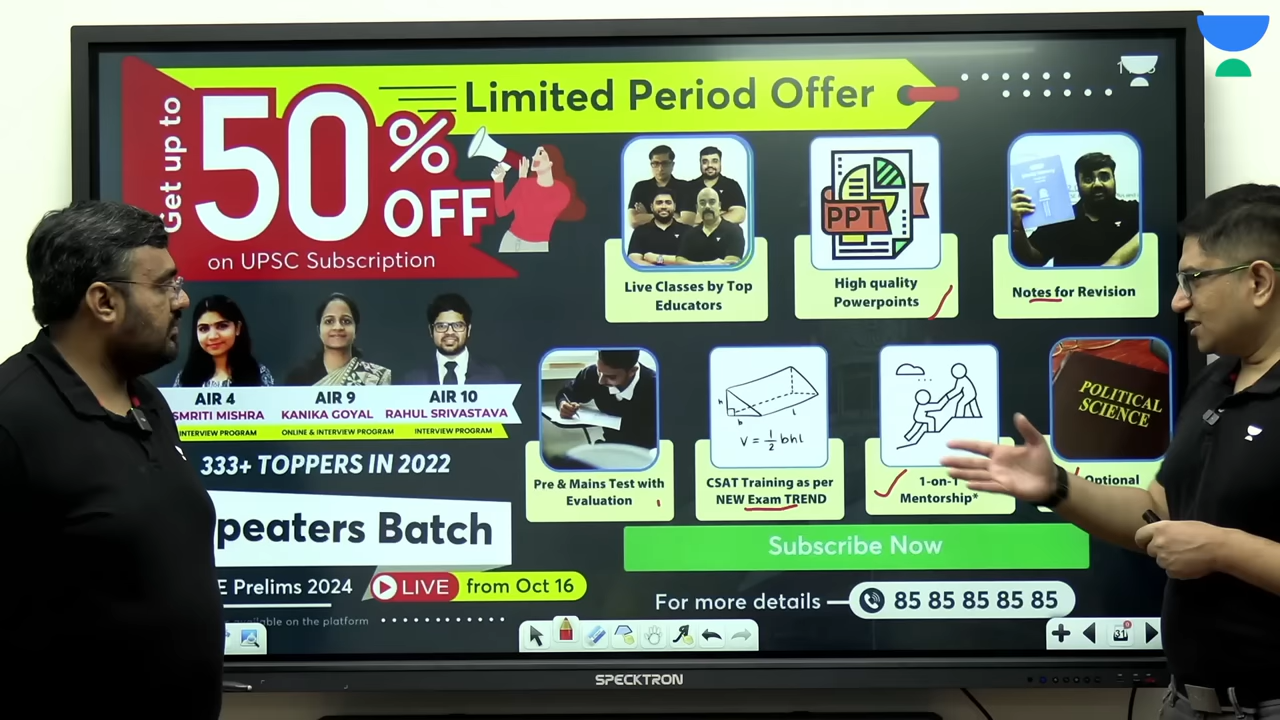 Get up to
50%
OFF
on UPSC Subscription
Limited Period Offer
Live Classes by Top
Educators
PPT
High quality
Powerpoints
Notes for Revision
AIR 4
SMRITI MISHRA
INTERVIEW PROGRAM
AIR 9
KANIKA GOYAL
ONLINE & INTERVIEW PROGRAM
AIR 10
RAHUL SRIVASTAVA
INTERVIEW PROGRAM
333+ TOPPERS IN 2022
Pre & Mains Test with
Evaluation
h
b
l
V = 1/2 bhl
CSAT Training as per
NEW Exam TREND
1-on-1
Mentorship*
POLITICAL
SCIENCE
Optional
peaters Batch
E Prelims 2024
LIVE from Oct 16
available on the platform
Subscribe Now
For more details
85 85 85 85 85
31
SPECKTRON